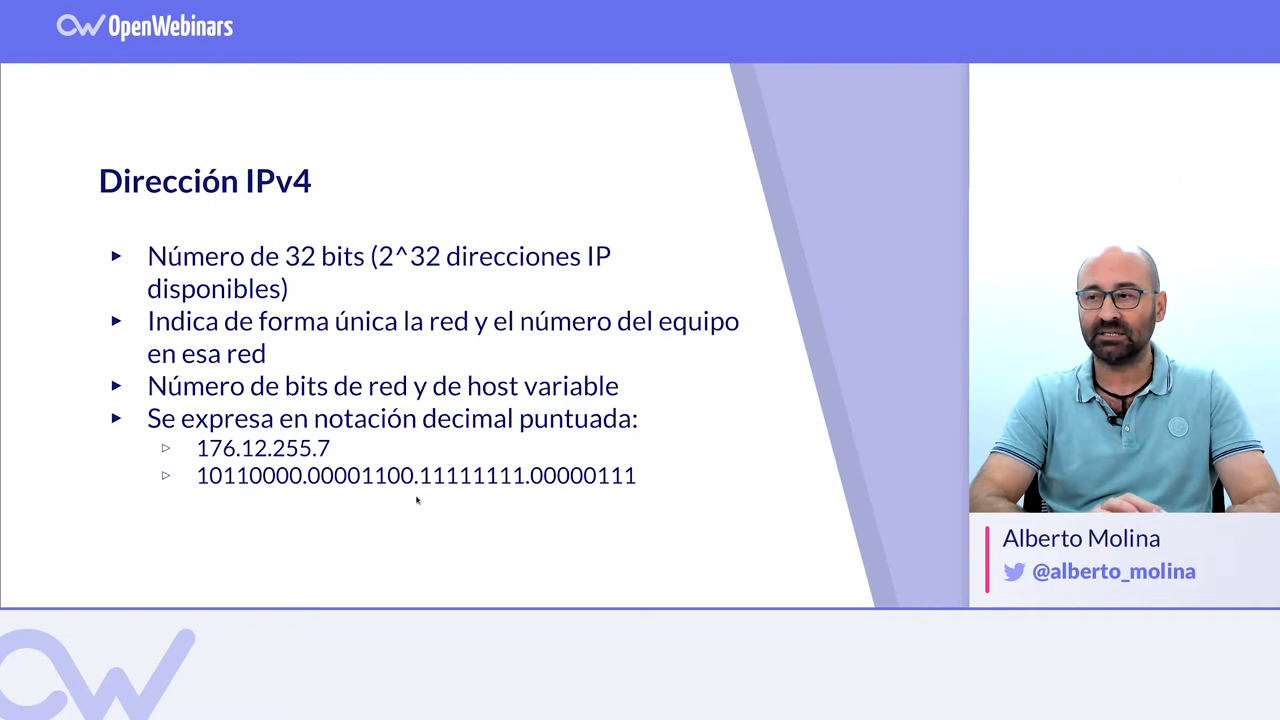 OpenWebinars
Dirección IPv4
Número de 32 bits (2^32 direcciones IP
disponibles)
Indica de forma única la red y el número del equipo
en esa red
Número de bits de red y de host variable
Se expresa en notación decimal puntuada:
176.12.255.7
10110000.00001100.11111111.00000111
Alberto Molina
@alberto_molina